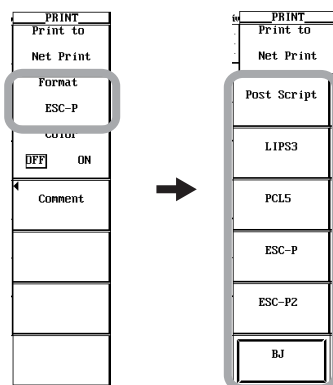 PRINT
Print to
Net Print
Format
ESC-P
Color
OFF ON
Comment
PRINT
Print to
Net Print
Post Script
LIPS3
PCL5
ESC-P
ESC-P2
BJ